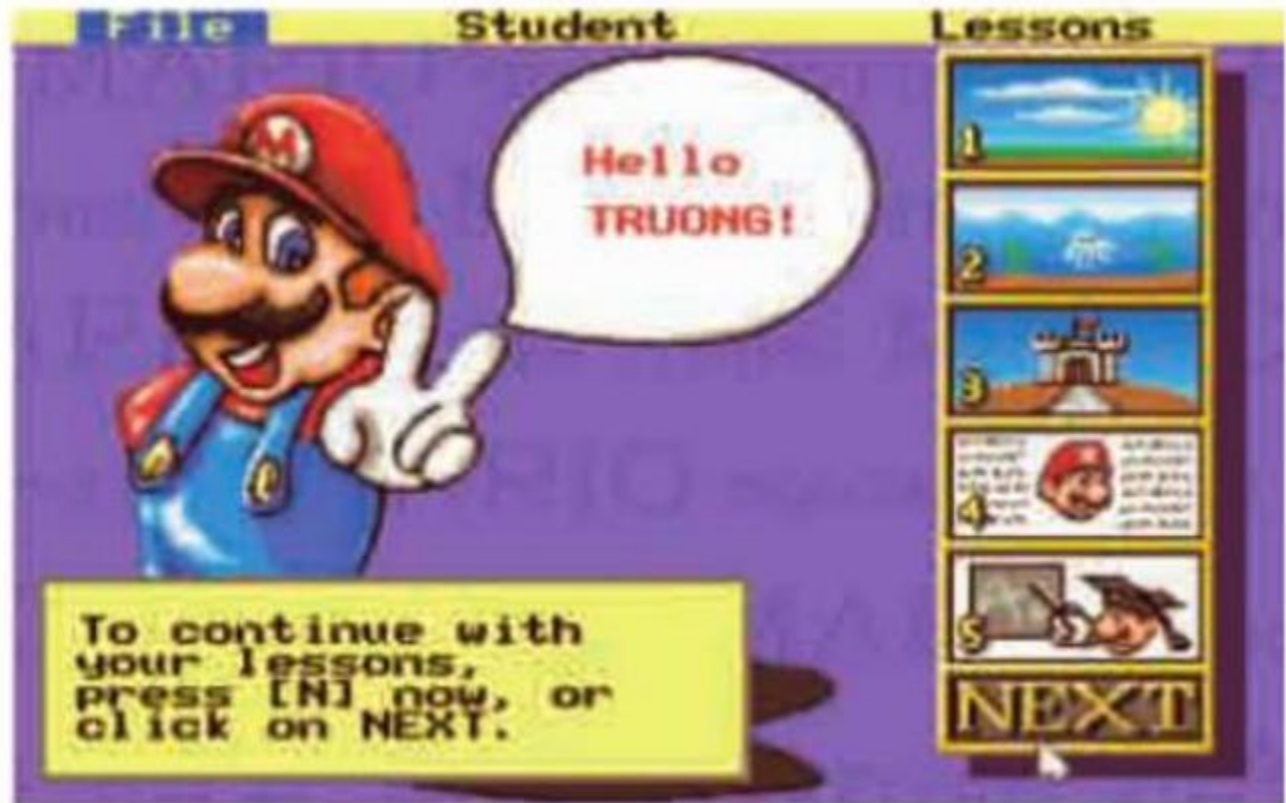 File Student Lessons
Hello
TRUONG!
1
2
3
4
5
NEXT
M
To continue with
your lessons,
press [N] now, or
click on NEXT.